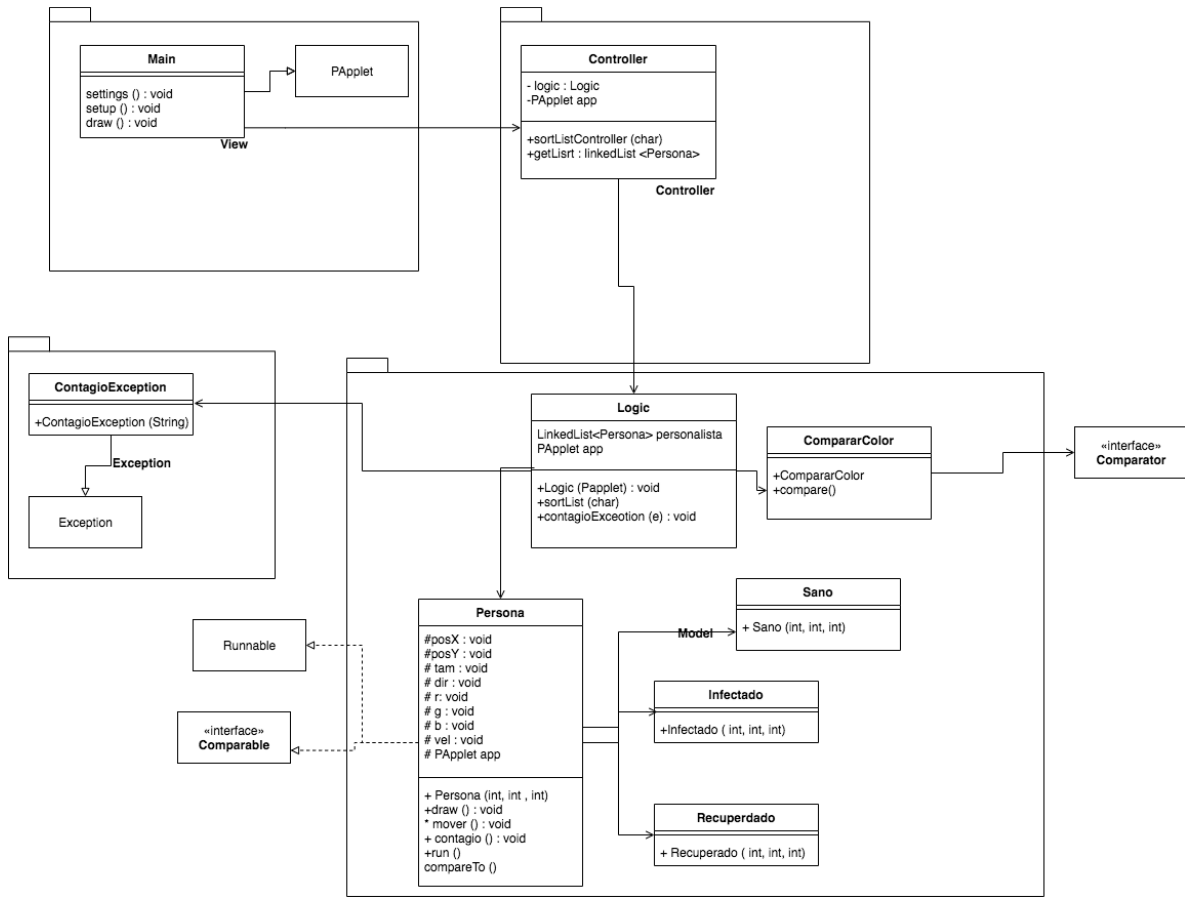 Main
settings () : void
setup () : void
draw () : void
PApplet
View
Controller
- logic : Logic
-PApplet app
+sortListController (char)
+getLisrt : linkedList <Persona>
Controller
ContagioException
+ContagioException (String)
Exception
Exception
Logic
LinkedList<Persona> personalista
PApplet app
+Logic (Papplet) : void
+sortList (char)
+contagioExceotion (e) : void
CompararColor
+CompararColor
+compare()
«interface»
Comparator
Persona
#posX : void
#posY : void
# tam : void
# dir : void
# r: void
# g : void
# b : void
# vel : void
# PApplet app
+ Persona (int, int , int)
+draw () : void
* mover () : void
+ contagio () : void
+run ()
compareTo ()
Runnable
«interface»
Comparable
Model
Sano
+ Sano (int, int, int)
Infectado
+Infectado ( int, int, int)
Recuperdado
+ Recuperado ( int, int, int)